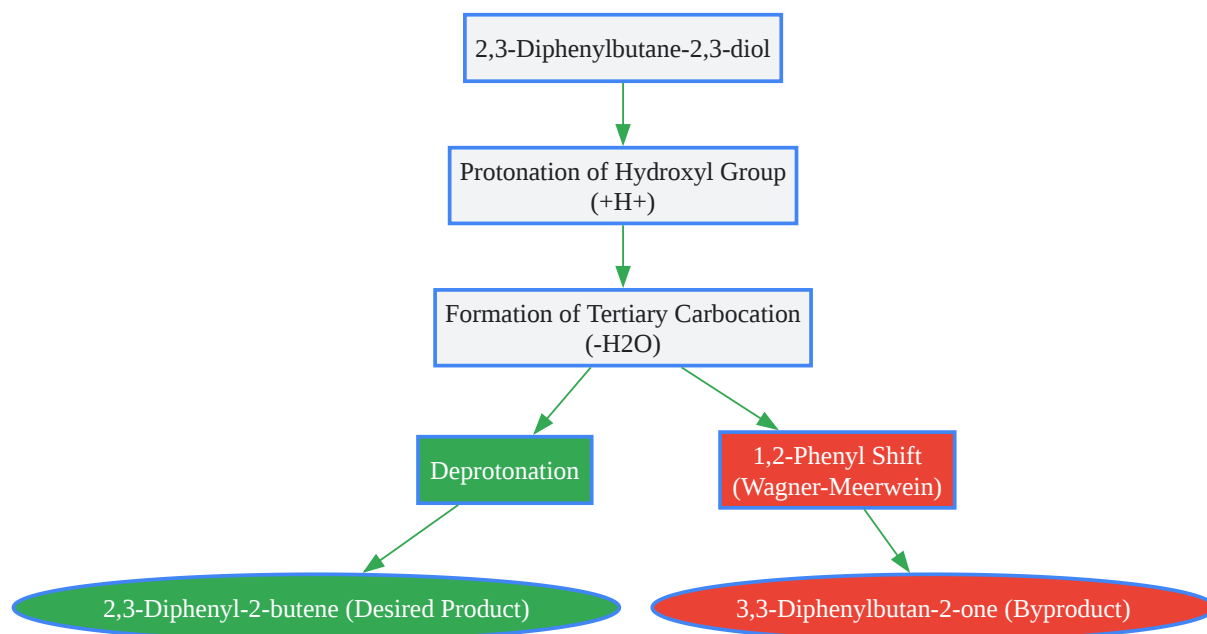 2,3-Diphenylbutane-2,3-diol
Protonation of Hydroxyl Group
(+H+)
Formation of Tertiary Carbocation
(-H2O)
Deprotonation
1,2-Phenyl Shift
(Wagner-Meerwein)
2,3-Diphenyl-2-butene (Desired Product)
3,3-Diphenylbutan-2-one (Byproduct)